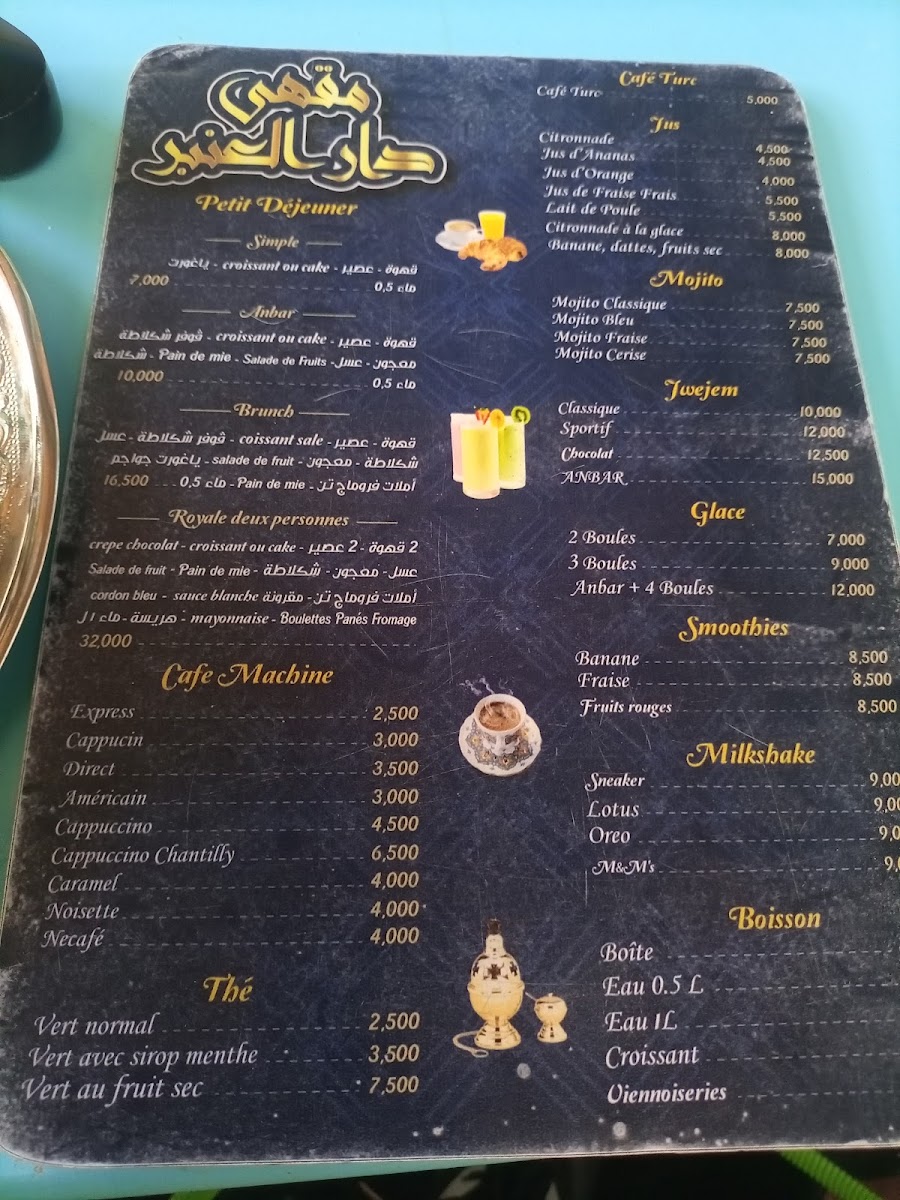 مقهى
دار العنبر
Petit Déjeuner
Simple
قهوة - عصير - croissant ou cake - ياغورت
ماء 0,5 7,000
Anbar
قهوة - عصير - croissant ou cake - ڤوفر شكلاطة
معجون - عسل - Salade de Fruits - Pain de mie - شكلاطة
ماء 0,5 10,000
Brunch
قهوة - عصير - coissant sale - ڤوفر شكلاطة - عسل
شكلاطة - معجون - salade de fruit - ياغورت جواجم
أملات فروماج تن - Pain de mie - ماء 0,5 16,500
Royale deux personnes
2 قهوة - 2 عصير - crepe chocolat - croissant ou cake
عسل - معجون - شكلاطة - Salade de fruit - Pain de mie
أملات فروماج تن - مقرونة cordon bleu - sauce blanche
هريسة - ماء 1ل - mayonnaise - Boulettes Panés Fromage
32,000
Cafe Machine
Express 2,500
Cappucin 3,000
Direct 3,500
Américain 3,000
Cappuccino 4,500
Cappuccino Chantilly 6,500
Caramel 4,000
Noisette 4,000
Necafé 4,000
Thé
Vert normal 2,500
Vert avec sirop menthe 3,500
Vert au fruit sec 7,500
Café Turc
Café Turc 5,000
Jus
Citronnade 4,500
Jus d'Ananas 4,500
Jus d'Orange 4,000
Jus de Fraise Frais 5,500
Lait de Poule 5,500
Citronnade à la glace 8,000
Banane, dattes, fruits sec 8,000
Mojito
Mojito Classique 7,500
Mojito Bleu 7,500
Mojito Fraise 7,500
Mojito Cerise 7,500
Jwejem
Classique 10,000
Sportif 12,000
Chocolat 12,500
ANBAR 15,000
Glace
2 Boules 7,000
3 Boules 9,000
Anbar + 4 Boules 12,000
Smoothies
Banane 8,500
Fraise 8,500
Fruits rouges 8,500
Milkshake
Sneaker 9,00
Lotus 9,00
Oreo 9,0
M&M's 9,
Boisson
Boîte
Eau 0.5 L
Eau 1L
Croissant
Viennoiseries